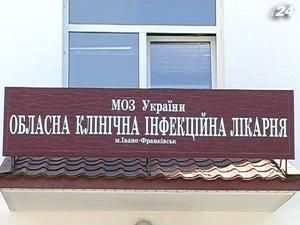 24
МОЗ України
ОБЛАСНА КЛІНІЧНА ІНФЕКЦІЙНА ЛІКАРНЯ
м.Івано-Франківськ